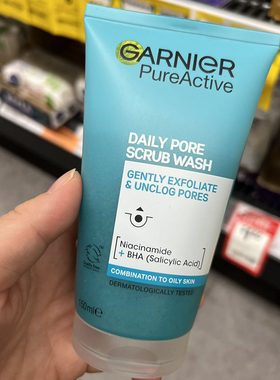 GARNIER
PureActive
DAILY PORE
SCRUB WASH
GENTLY EXFOLIATE
& UNCLOG PORES
Niacinamide
+ BHA (Salicylic Acid)
COMBINATION TO OILY SKIN
DERMATOLOGICALLY TESTED
150ml e